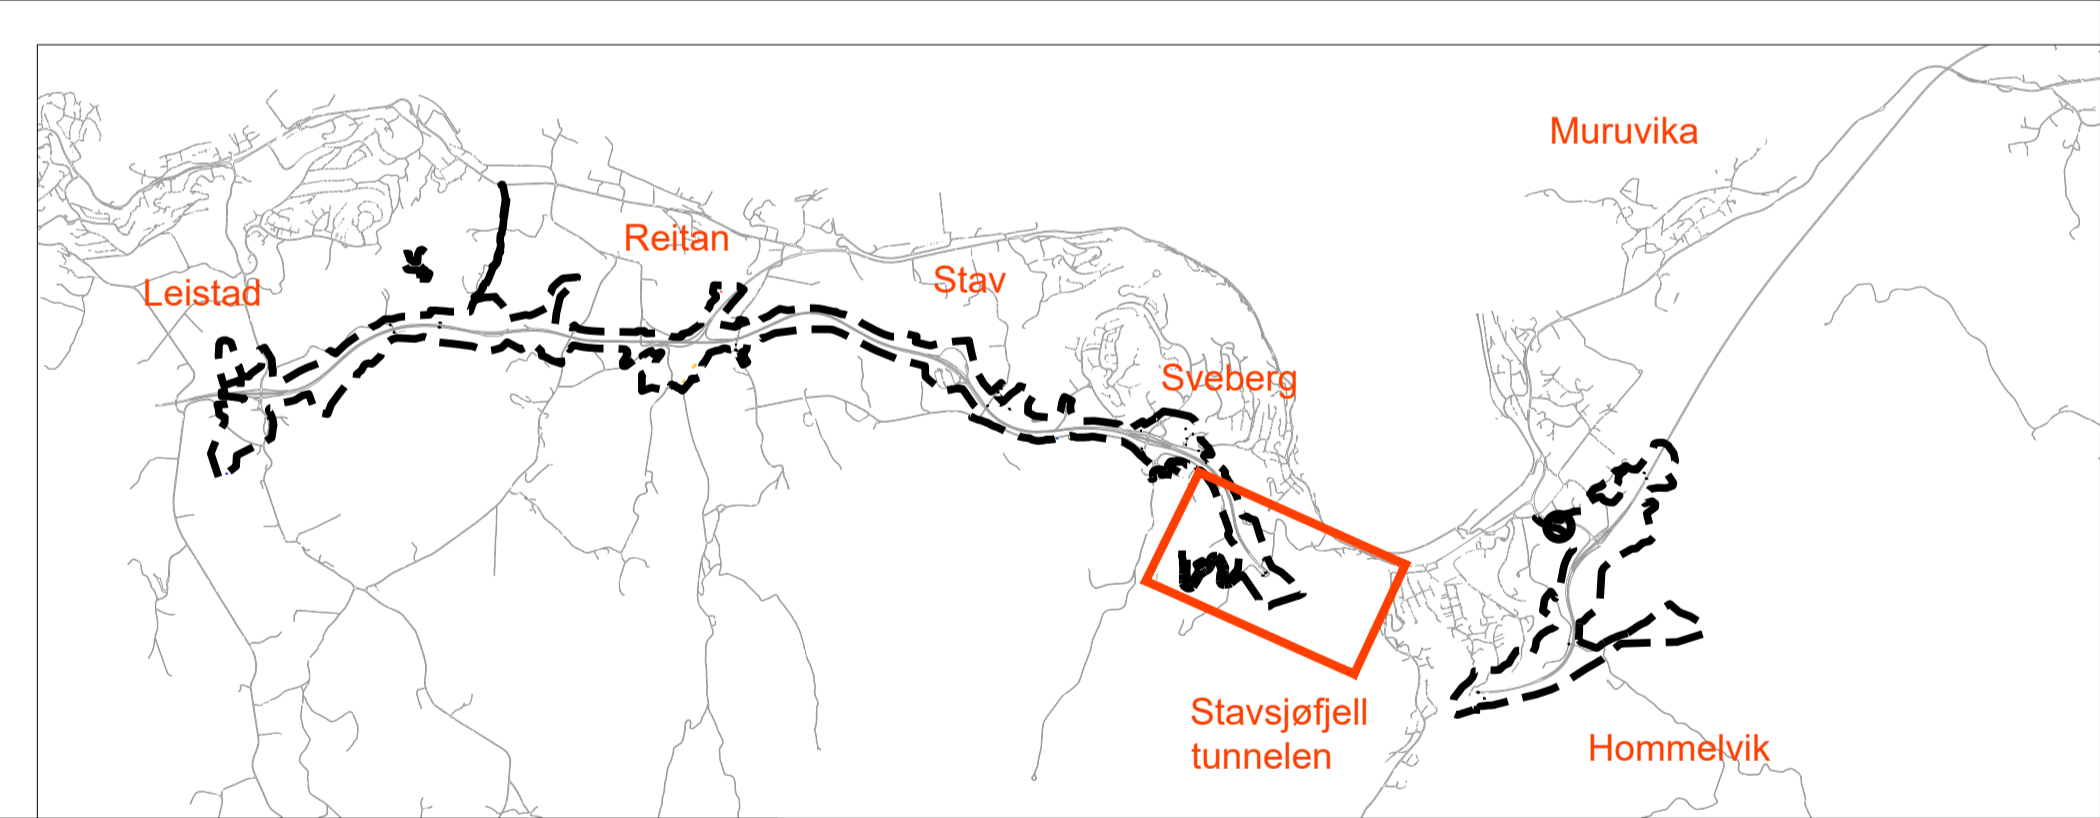 Muruvika
Reitan
Stav
Leistad
Sveberg
Stavsjøfjell
tunnelen
Hommelvik